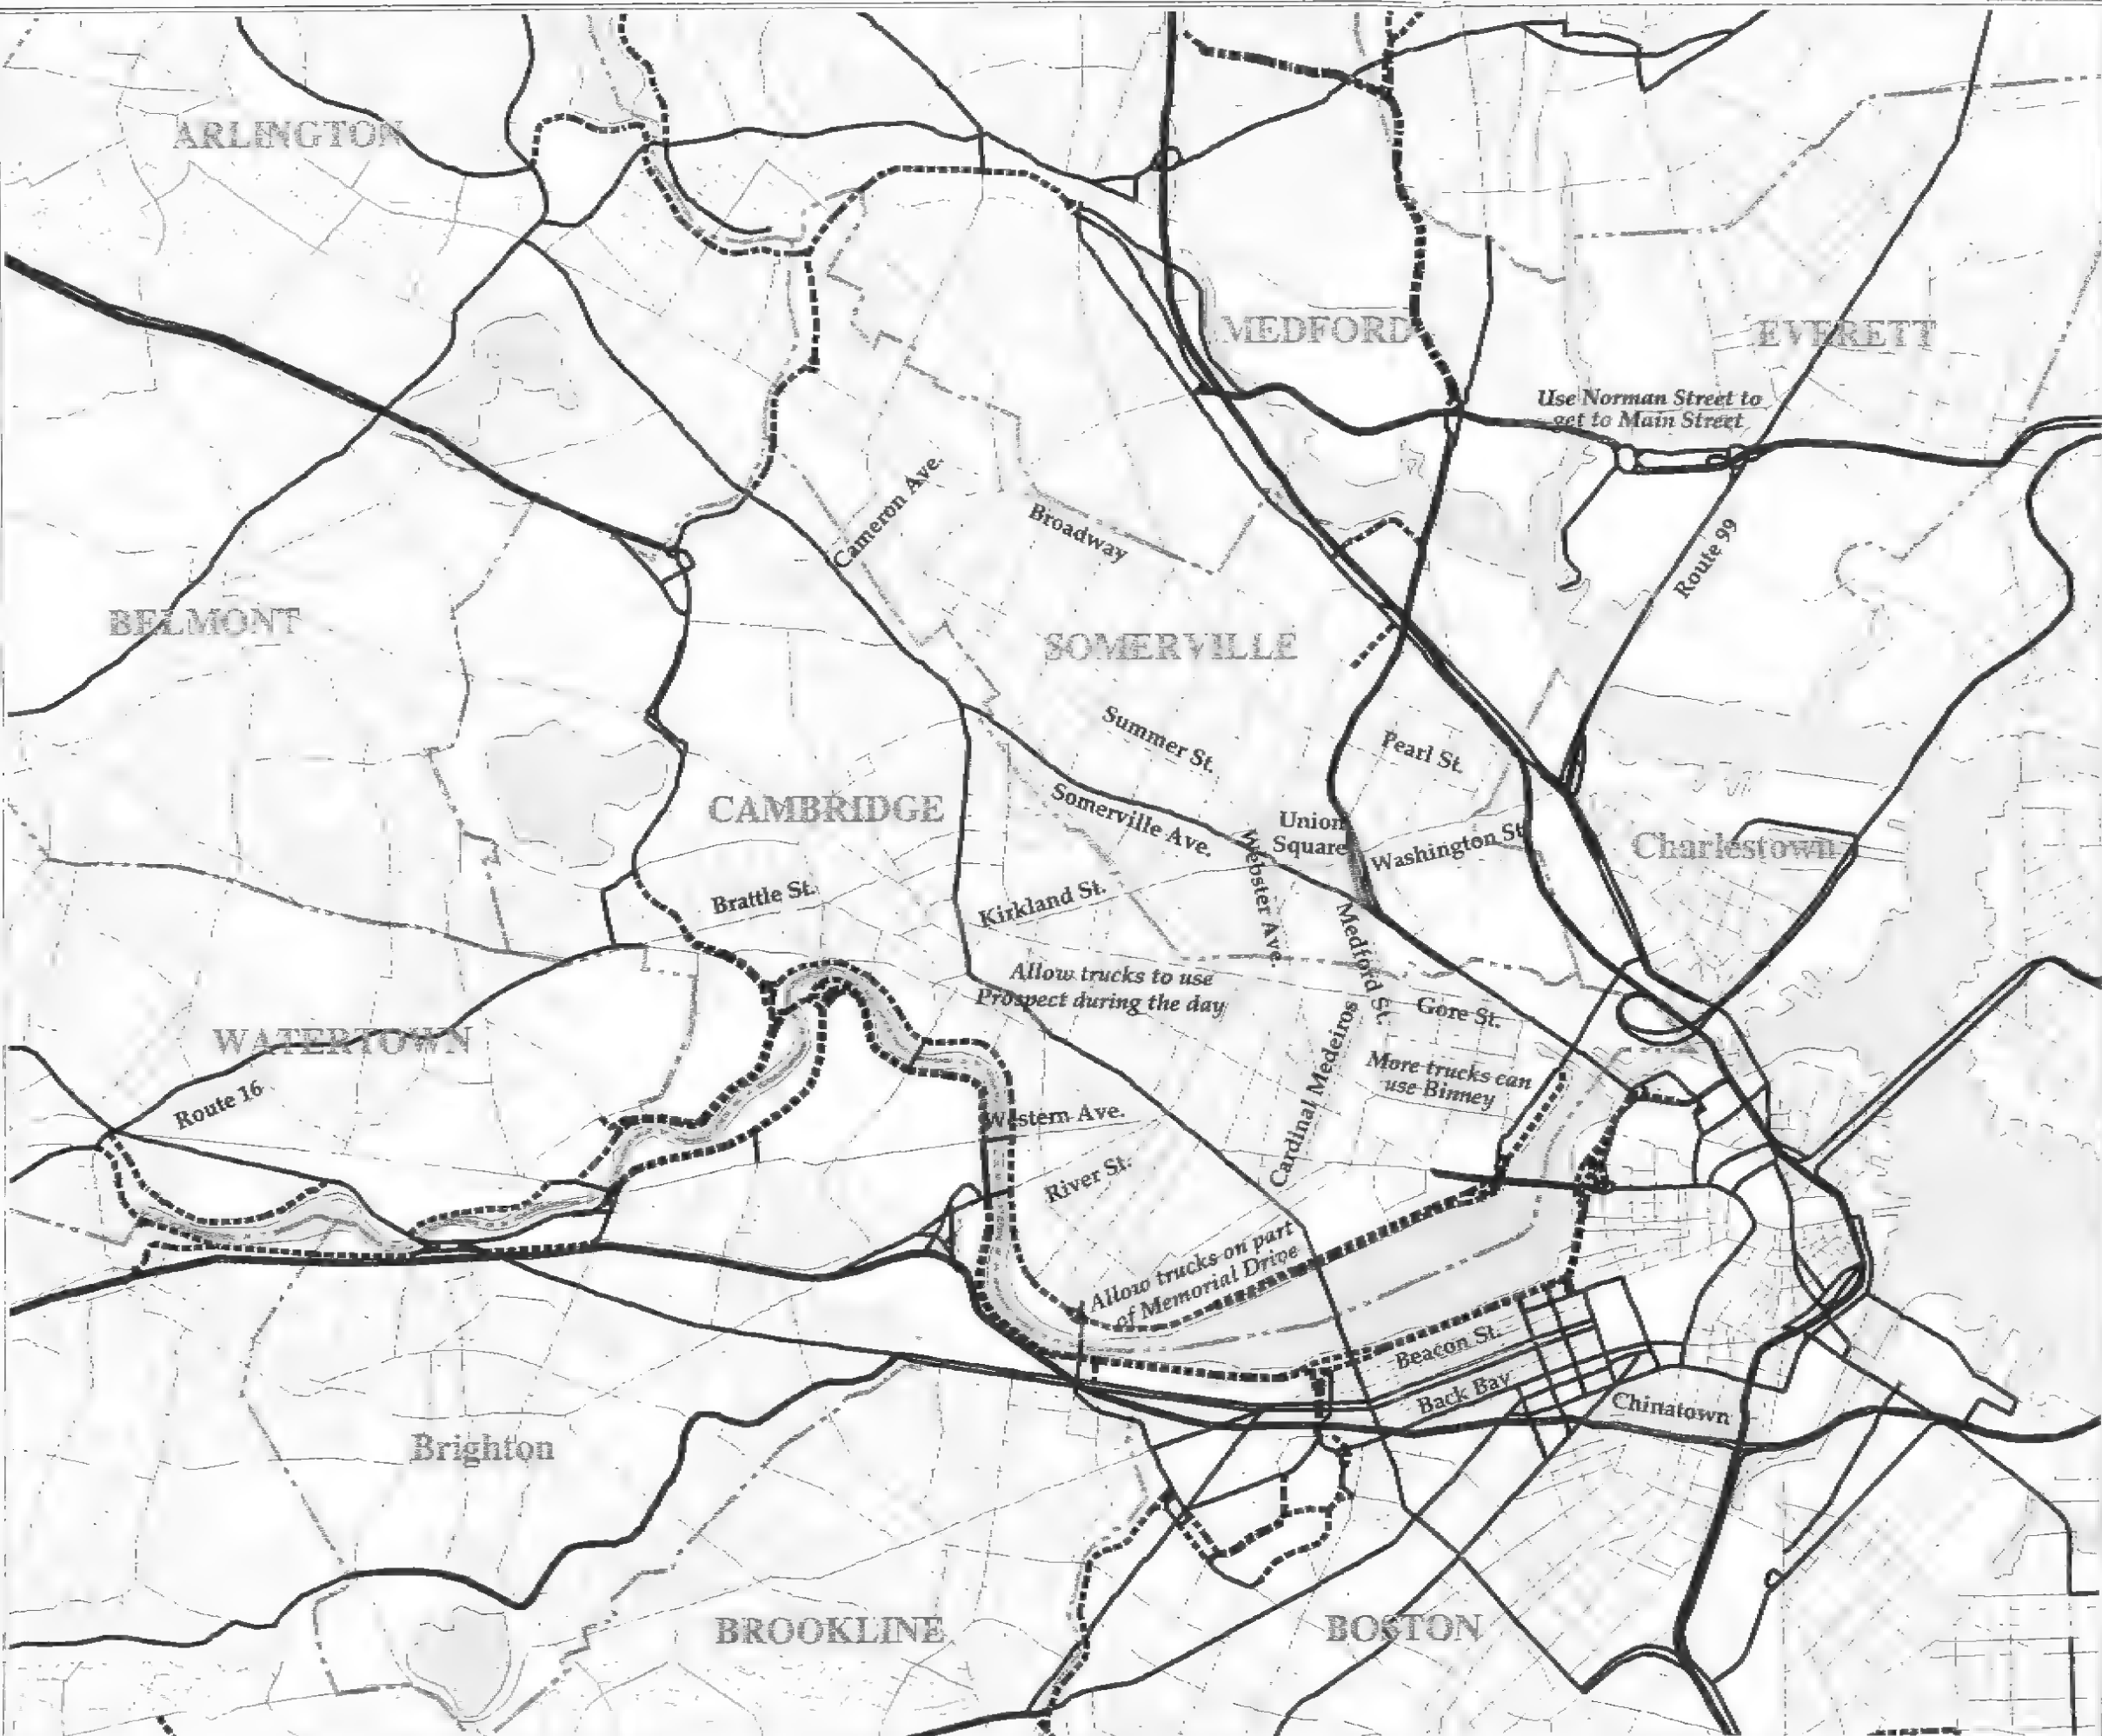 ARLINGTON
MEDFORD
EVERETT
Use Norman Street to
get to Main Street
Cameron Ave.
Broadway
Route 99
BELMONT
SOMERVILLE
Summer St.
Pearl St.
CAMBRIDGE
Somerville Ave.
Union
Square
Washington St
Charlestown
Webster Ave.
Brattle St.
Kirkland St.
Medford St.
Allow trucks to use
Prospect during the day
Gore St.
WATERTOWN
Cardinal Medeiros
More trucks can
use Binney
Route 16
Western Ave.
River St.
Allow trucks on part
of Memorial Drive
Beacon St.
Back Bay
Chinatown
Brighton
BROOKLINE
BOSTON